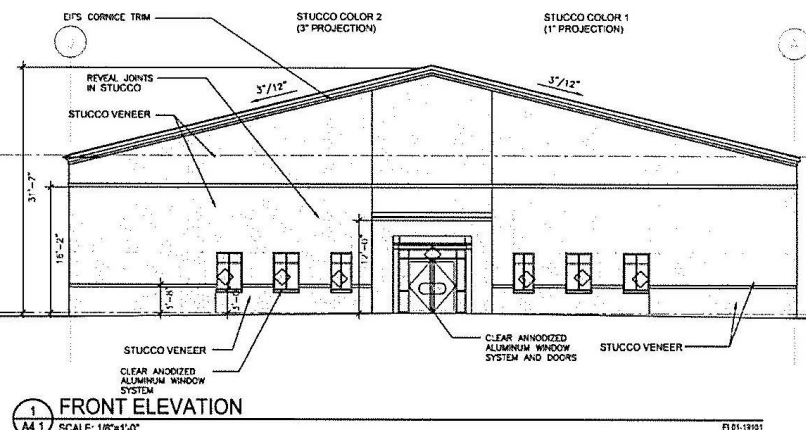 EIFS CORNICE TRIM
STUCCO COLOR 2
(3" PROJECTION)
STUCCO COLOR 1
(1" PROJECTION)
REVEAL JOINTS
IN STUCCO
3"/12"
3"/12"
STUCCO VENEER
31'-7"
16'-2"
12'-0"
STUCCO VENEER
CLEAR ANODIZED
ALUMINUM WINDOW
SYSTEM
CLEAR ANNODIZED
ALUMINUM WINDOW
SYSTEM AND DOORS
STUCCO VENEER
1
A4.1
FRONT ELEVATION
SCALE: 1/8"=1'-0"